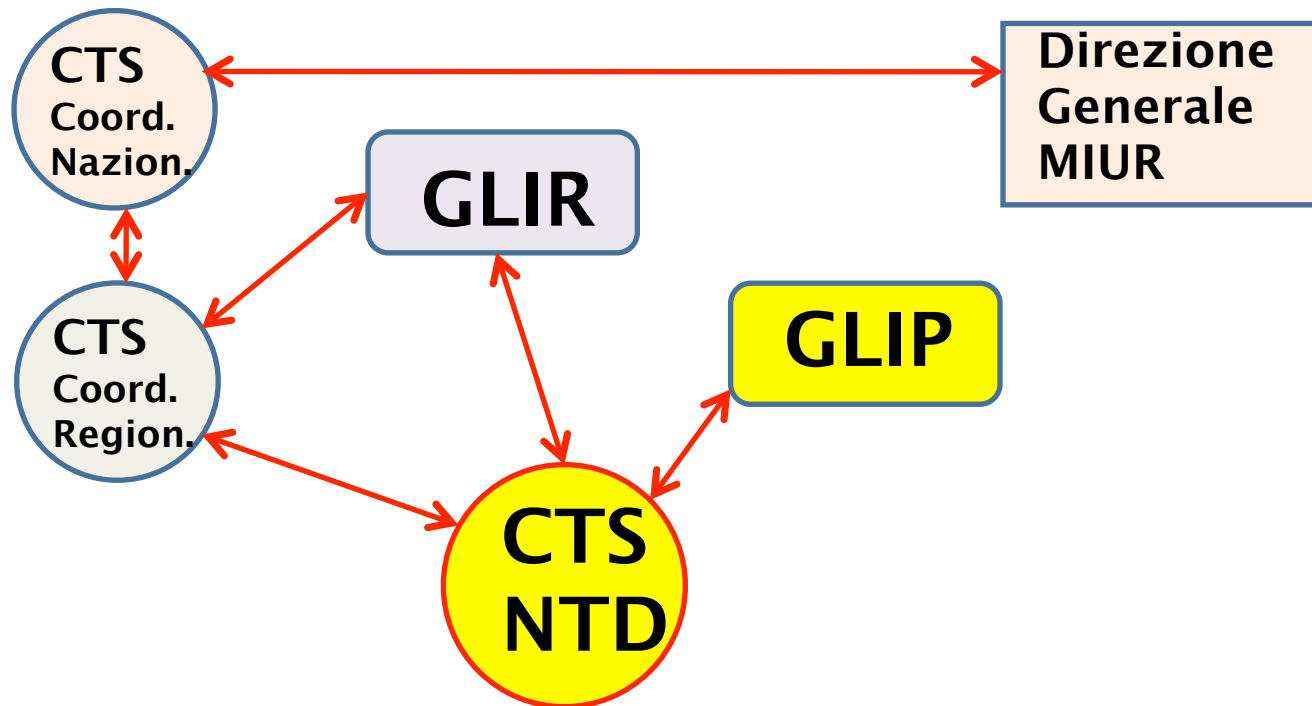 CTS
Coord.
Nazion.
Direzione
Generale
MIUR
GLIR
CTS
Coord.
Region.
GLIP
CTS
NTD